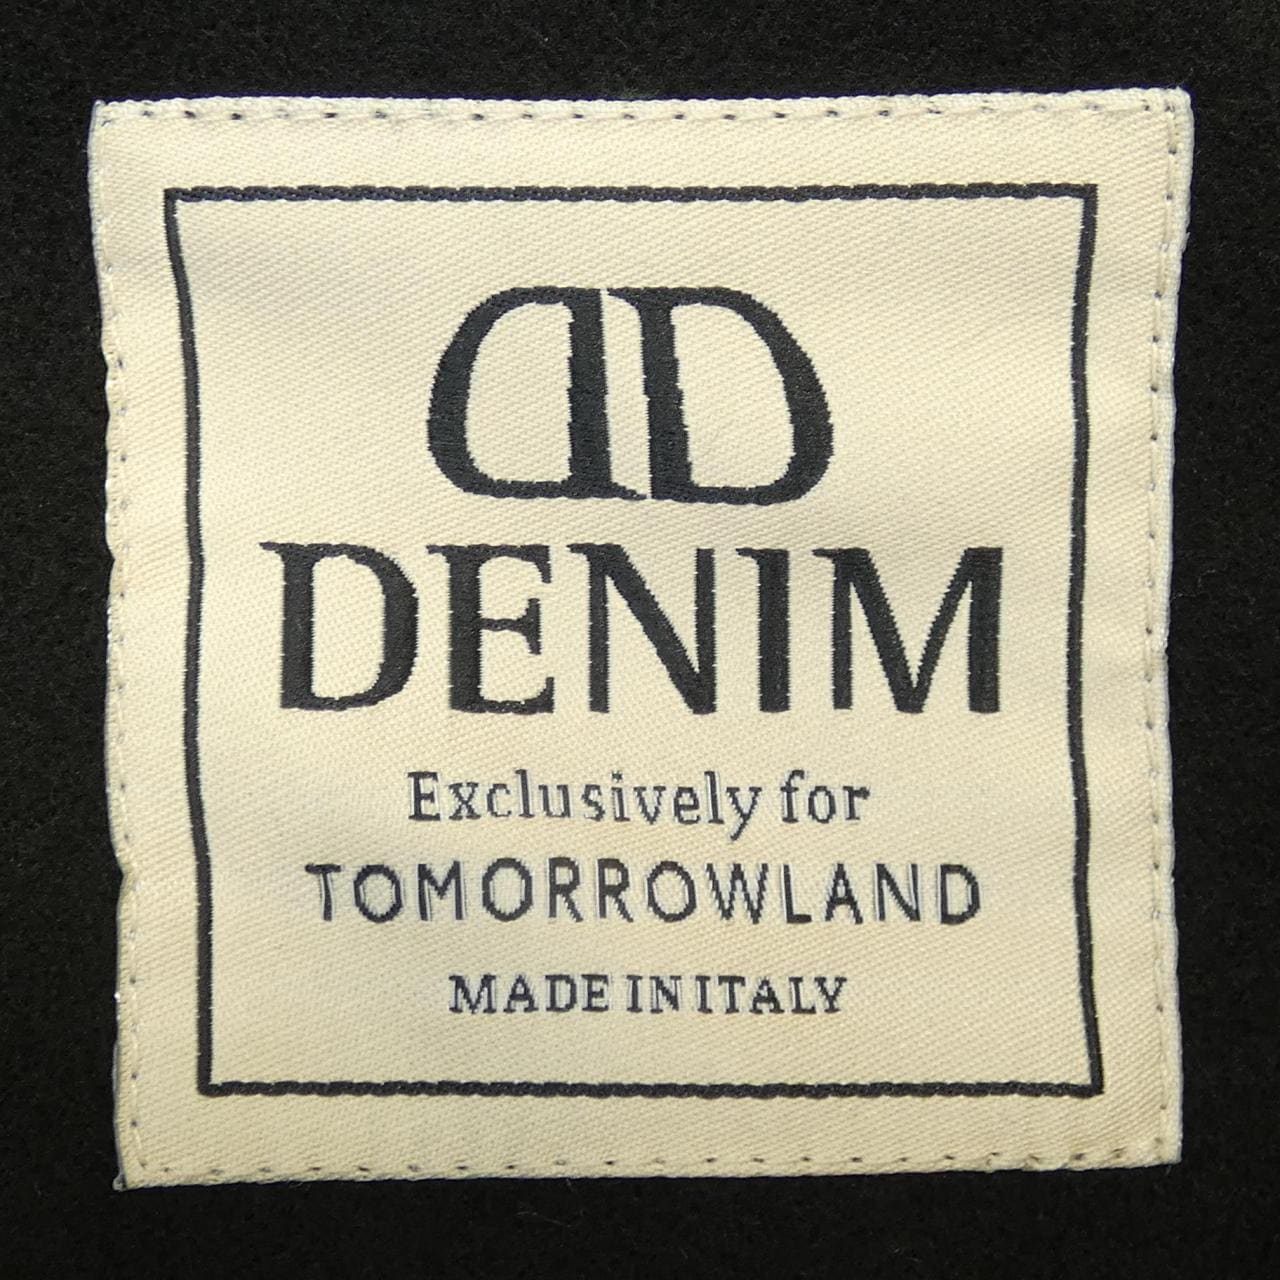 DD
DENIM
Exclusively for
TOMORROWLAND
MADE IN ITALY